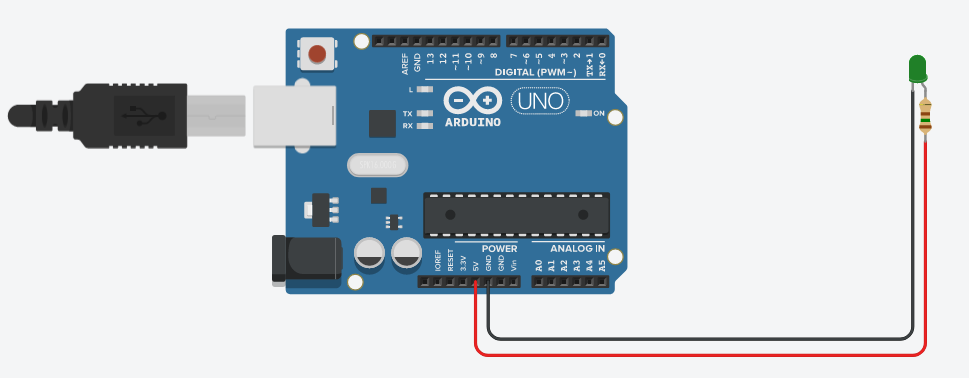 AREF
GND
13
12
~11
~10
~9
8
7
~6
~5
4
~3
2
TX→1
RX←0
DIGITAL (PWM~)
L
TX
RX
ARDUINO
UNO
ON
POWER
ANALOG IN
IOREF
RESET
3.3V
5V
GND
GND
Vin
A0
A1
A2
A3
A4
A5